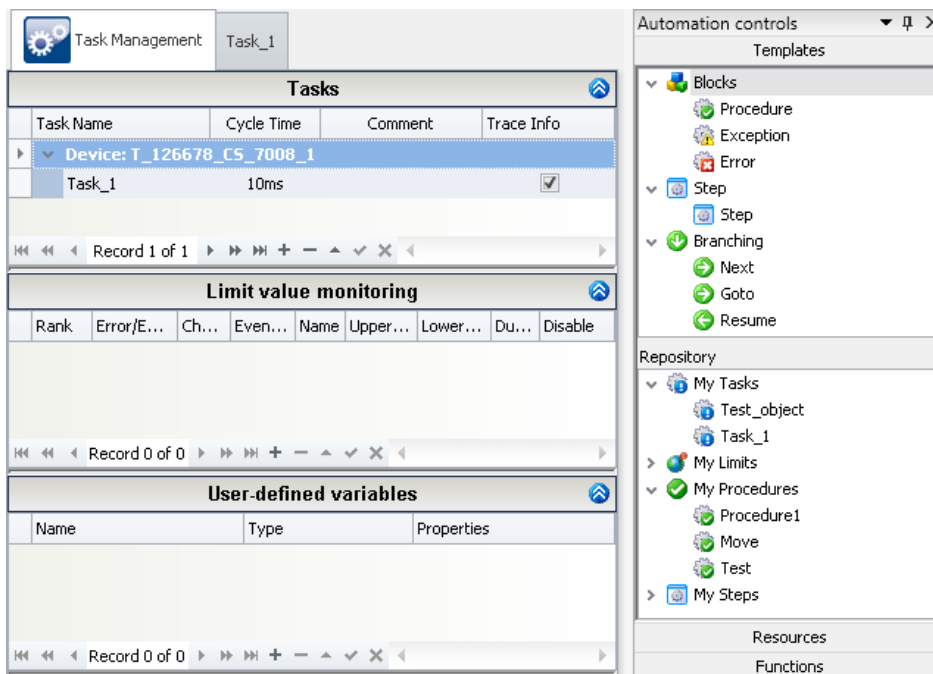 Task Management
Task_1
Tasks
Task Name Cycle Time Comment Trace Info
Device: T_126678_CS_7008_1
Task_1 10ms
Record 1 of 1
Limit value monitoring
Rank Error/E... Ch... Even... Name Upper... Lower... Du... Disable
Record 0 of 0
User-defined variables
Name Type Properties
Record 0 of 0
Automation controls
Templates
Blocks
Procedure
Exception
Error
Step
Step
Branching
Next
Goto
Resume
Repository
My Tasks
Test_object
Task_1
My Limits
My Procedures
Procedure1
Move
Test
My Steps
Resources
Functions